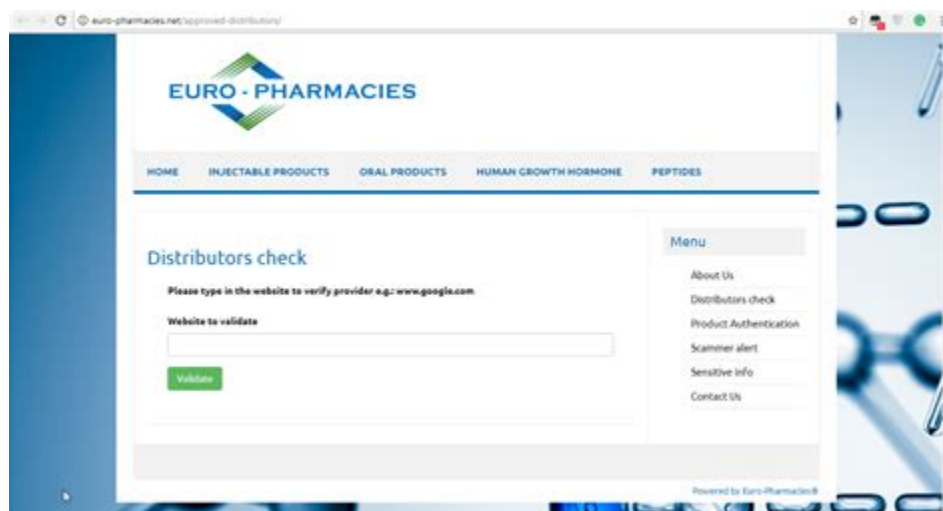 euro-pharmacies.net/approved-distributors/
EURO - PHARMACIES
HOME INJECTABLE PRODUCTS ORAL PRODUCTS HUMAN GROWTH HORMONE PEPTIDES
Distributors check
Please type in the website to verify provider e.g.: www.google.com
Website to validate
Validate
Menu
About Us
Distributors check
Product Authentication
Scammer alert
Sensitive info
Contact Us
Powered by Euro-Pharmacies®